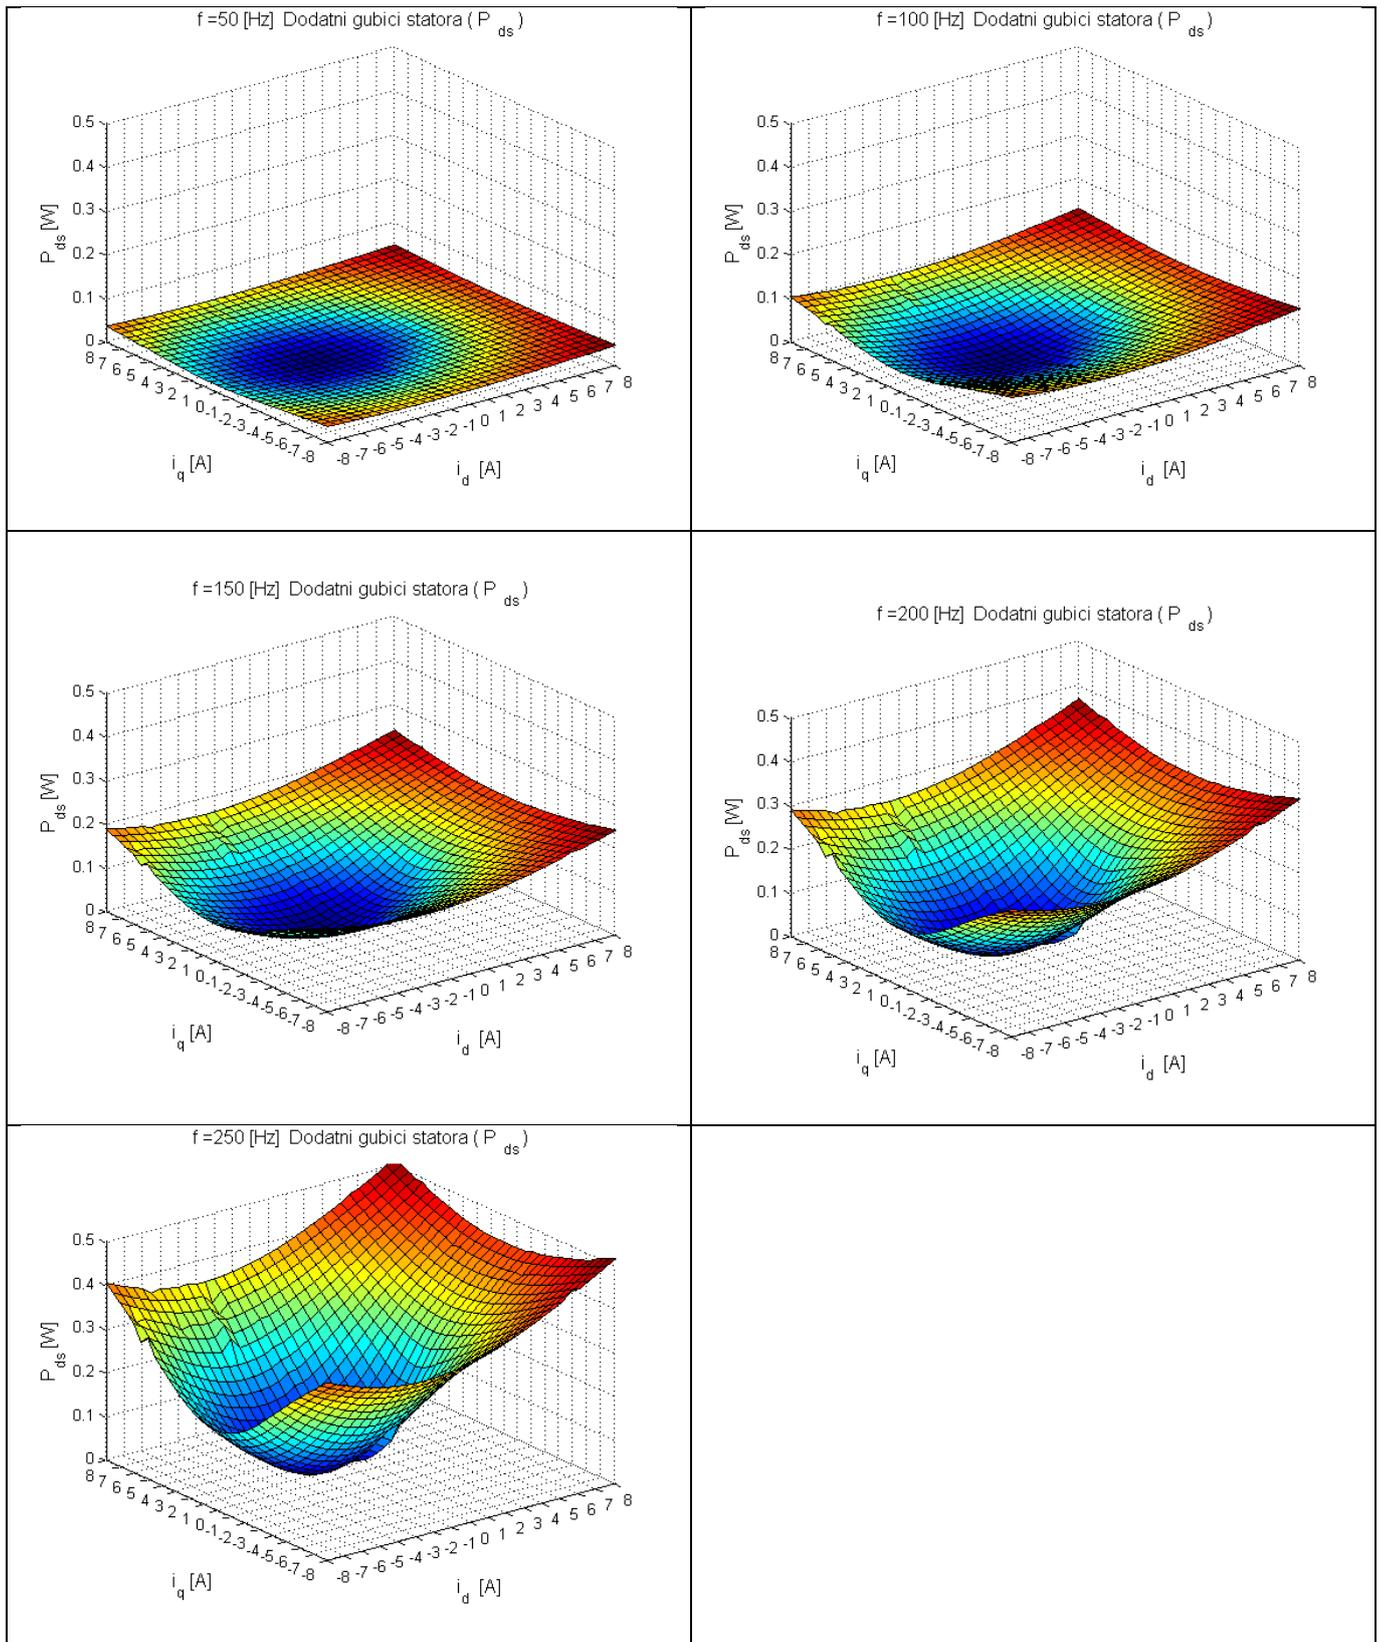 f =50 [Hz] Dodatni gubici statora ( P ds )
0.5
0.4
0.3
0.2
0.1
0
P ds [W]
8 7 6 5 4 3 2 1 0 -1 -2 -3 -4 -5 -6 -7 -8
-8 -7 -6 -5 -4 -3 -2 -1 0 1 2 3 4 5 6 7 8
i q [A]
i d [A]
f =100 [Hz] Dodatni gubici statora ( P ds )
0.5
0.4
0.3
0.2
0.1
0
P ds [W]
8 7 6 5 4 3 2 1 0 -1 -2 -3 -4 -5 -6 -7 -8
-8 -7 -6 -5 -4 -3 -2 -1 0 1 2 3 4 5 6 7 8
i q [A]
i d [A]
f =150 [Hz] Dodatni gubici statora ( P ds )
0.5
0.4
0.3
0.2
0.1
0
P ds [W]
8 7 6 5 4 3 2 1 0 -1 -2 -3 -4 -5 -6 -7 -8
-8 -7 -6 -5 -4 -3 -2 -1 0 1 2 3 4 5 6 7 8
i q [A]
i d [A]
f =200 [Hz] Dodatni gubici statora ( P ds )
0.5
0.4
0.3
0.2
0.1
0
P ds [W]
8 7 6 5 4 3 2 1 0 -1 -2 -3 -4 -5 -6 -7 -8
-8 -7 -6 -5 -4 -3 -2 -1 0 1 2 3 4 5 6 7 8
i q [A]
i d [A]
f =250 [Hz] Dodatni gubici statora ( P ds )
0.5
0.4
0.3
0.2
0.1
0
P ds [W]
8 7 6 5 4 3 2 1 0 -1 -2 -3 -4 -5 -6 -7 -8
-8 -7 -6 -5 -4 -3 -2 -1 0 1 2 3 4 5 6 7 8
i q [A]
i d [A]